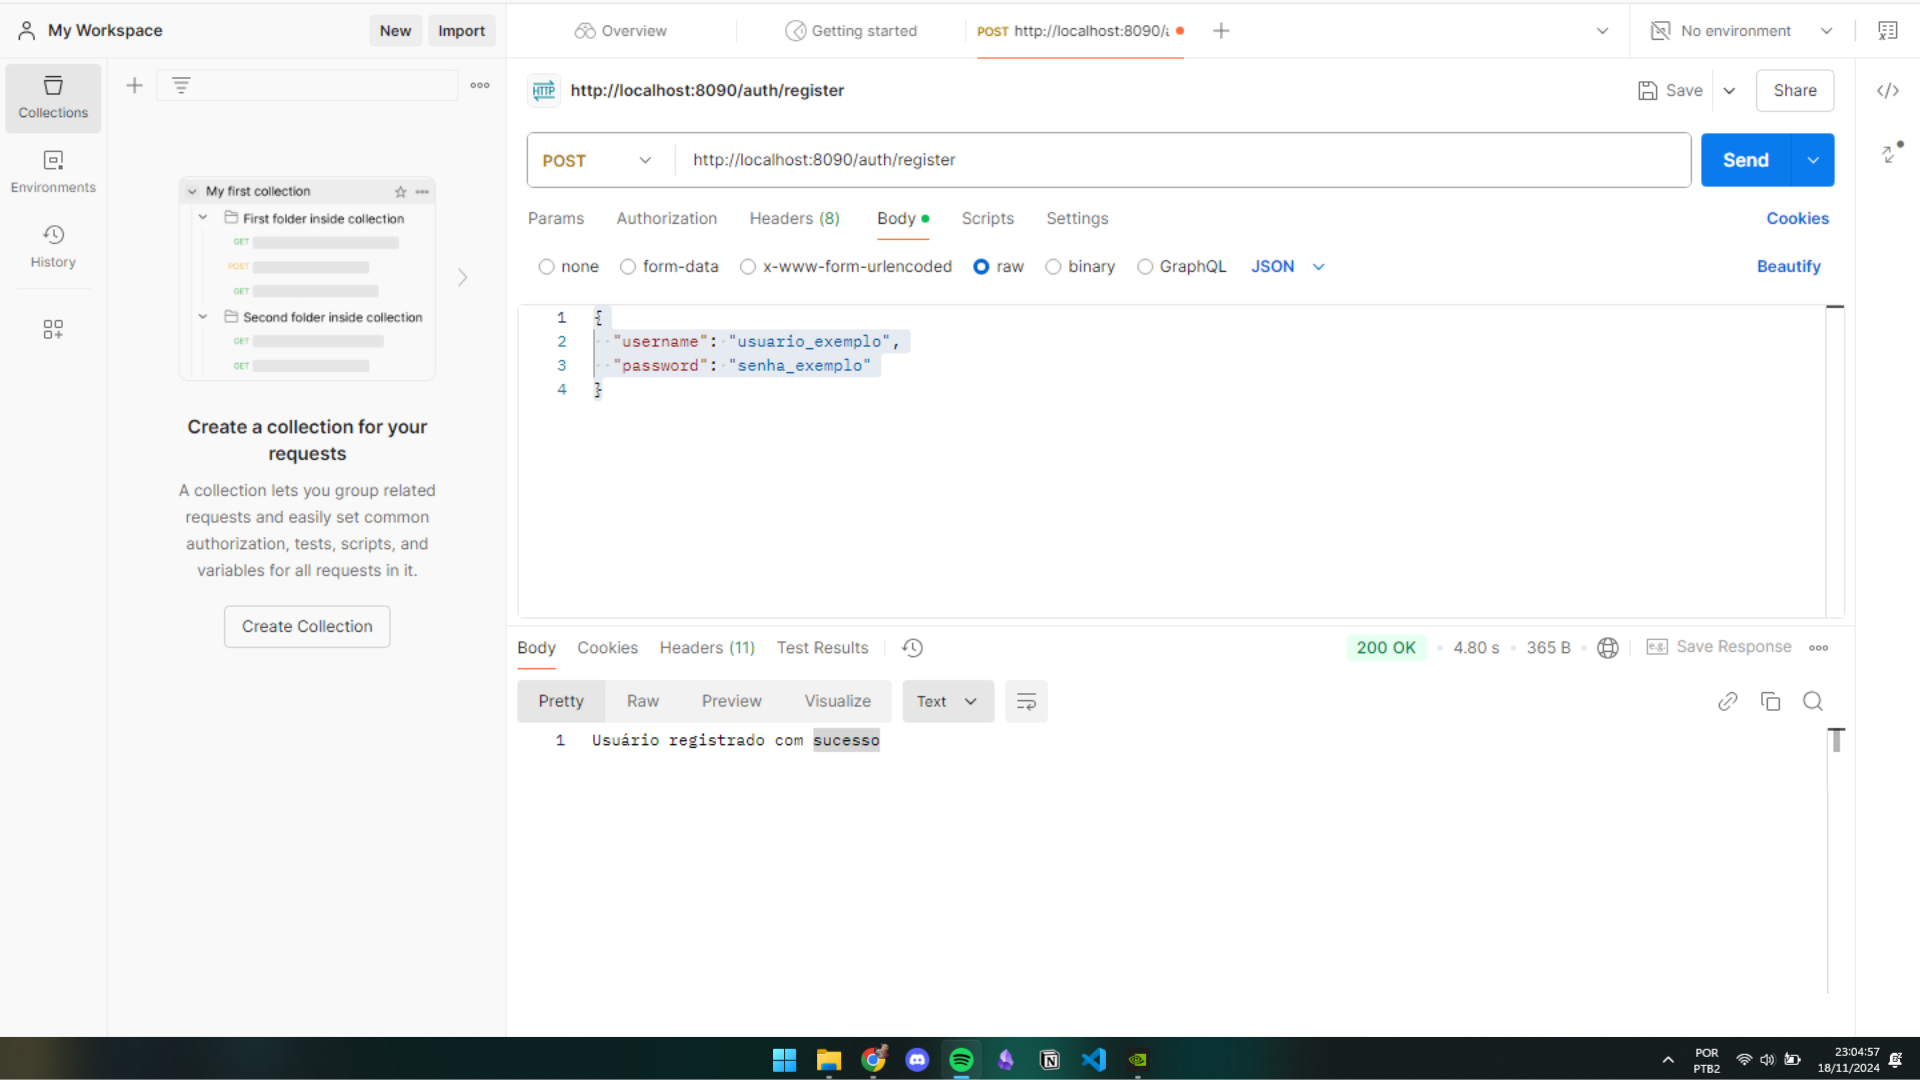 My Workspace
New
Import
Overview
Getting started
POST http://localhost:8090/a
No environment
Collections
Environments
History
My first collection
First folder inside collection
GET
POST
GET
Second folder inside collection
GET
GET
Create a collection for your
requests
A collection lets you group related
requests and easily set common
authorization, tests, scripts, and
variables for all requests in it.
Create Collection
HTTP http://localhost:8090/auth/register
Save
Share
POST
http://localhost:8090/auth/register
Send
Params
Authorization
Headers (8)
Body
Scripts
Settings
Cookies
none
form-data
x-www-form-urlencoded
raw
binary
GraphQL
JSON
Beautify
1 {
2 "username": "usuario_exemplo",
3 "password": "senha_exemplo"
4 }
Body
Cookies
Headers (11)
Test Results
200 OK
4.80 s
365 B
e.g. Save Response
Pretty
Raw
Preview
Visualize
Text
1 Usuário registrado com sucesso
POR
PTB2
23:04:57
18/11/2024